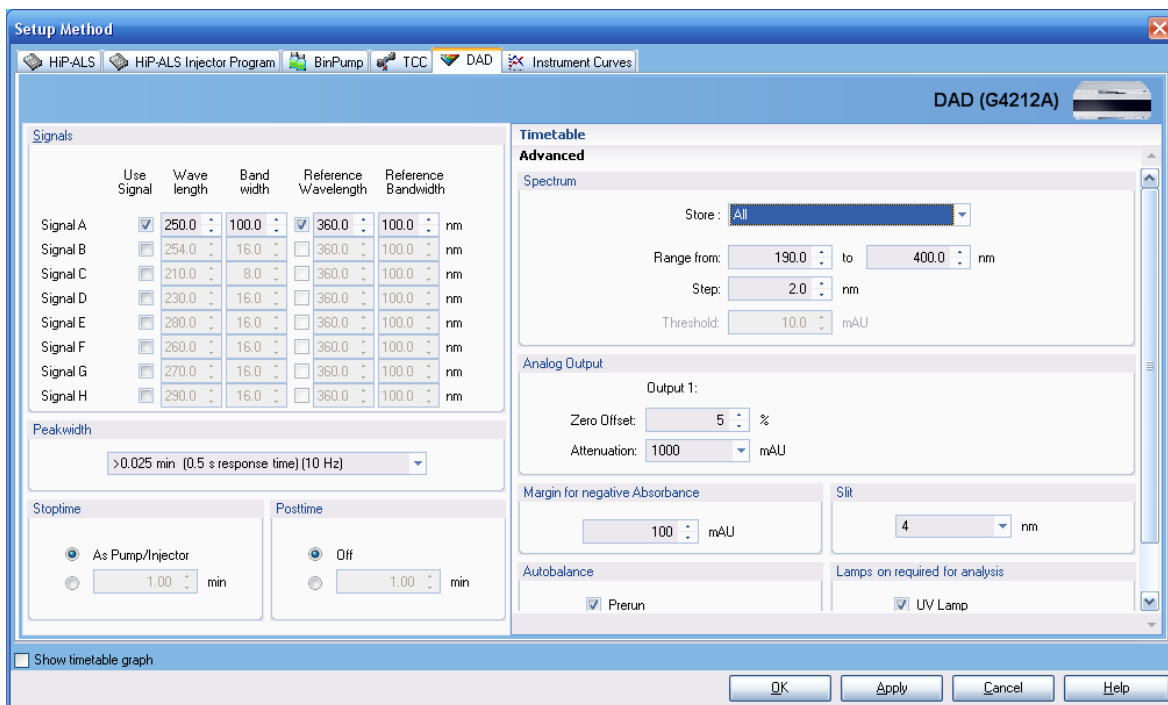 Setup Method
HiP-ALS HiP-ALS Injector Program BinPump TCC DAD Instrument Curves
DAD (G4212A)
Signals
Use Signal Wave length Band width Reference Wavelength Reference Bandwidth
Signal A 250.0 100.0 360.0 100.0 nm
Signal B 254.0 16.0 360.0 100.0 nm
Signal C 210.0 8.0 360.0 100.0 nm
Signal D 230.0 16.0 360.0 100.0 nm
Signal E 280.0 16.0 360.0 100.0 nm
Signal F 260.0 16.0 360.0 100.0 nm
Signal G 270.0 16.0 360.0 100.0 nm
Signal H 290.0 16.0 360.0 100.0 nm
Peakwidth
>0.025 min (0.5 s response time) (10 Hz)
Stoptime
As Pump/Injector
1.00 min
Posttime
Off
1.00 min
Timetable
Advanced
Spectrum
Store : All
Range from: 190.0 to 400.0 nm
Step: 2.0 nm
Threshold: 10.0 mAU
Analog Output
Output 1:
Zero Offset: 5 %
Attenuation: 1000 mAU
Margin for negative Absorbance
100 mAU
Slit
4 nm
Autobalance
Prerun
Lamps on required for analysis
UV Lamp
Show timetable graph
OK Apply Cancel Help